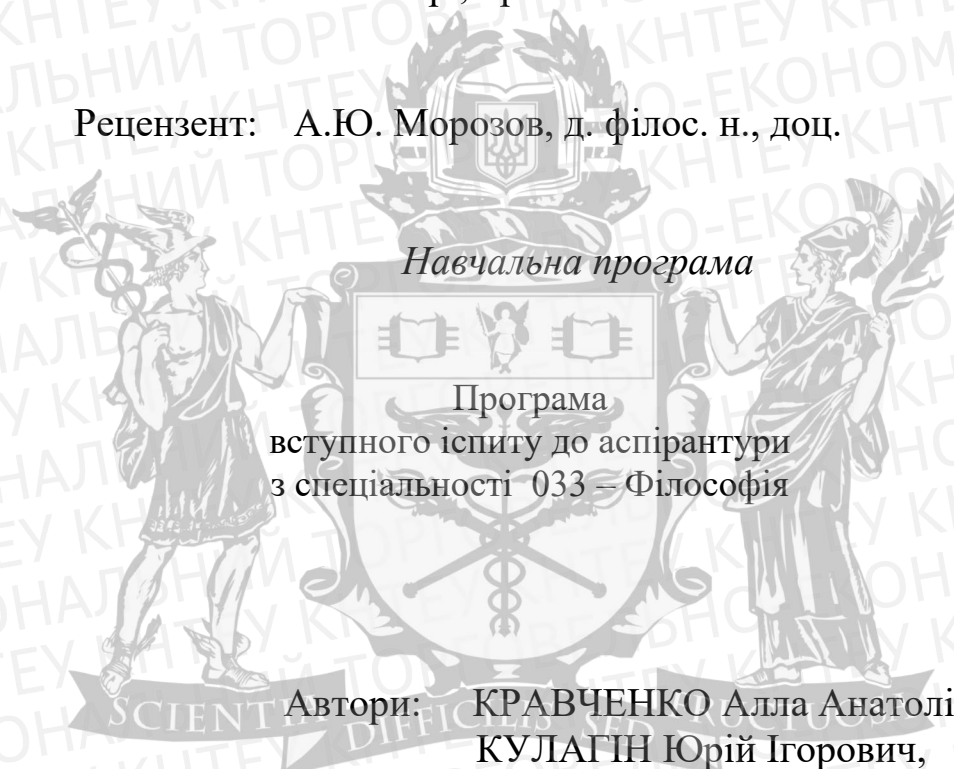 Рецензент: А.Ю. Морозов, д. філос. н., доц.
Навчальна програма
Програма
вступного іспиту до аспірантури
з спеціальності 033 – Філософія
Автори: КРАВЧЕНКО Алла Анатолі
КУЛАГІН Юрій Ігорович,